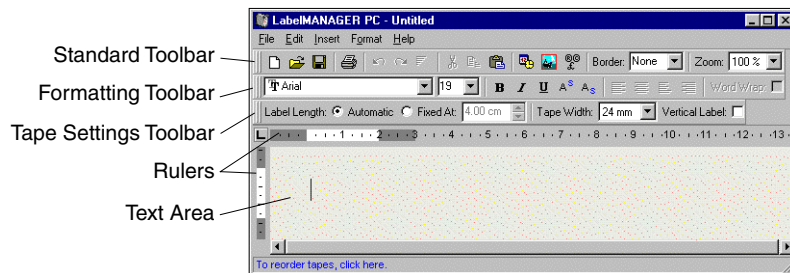 LabelMANAGER PC - Untitled
File Edit Insert Format Help
Standard Toolbar
Border: None Zoom: 100 %
Formatting Toolbar
Arial 19 B I U A S A S Word Wrap:
Tape Settings Toolbar
Label Length: Automatic Fixed At: 4.00 cm Tape Width: 24 mm Vertical Label:
L 1 2 3 4 5 6 7 8 9 10 11 12 13
Rulers
Text Area
To reorder tapes, click here.